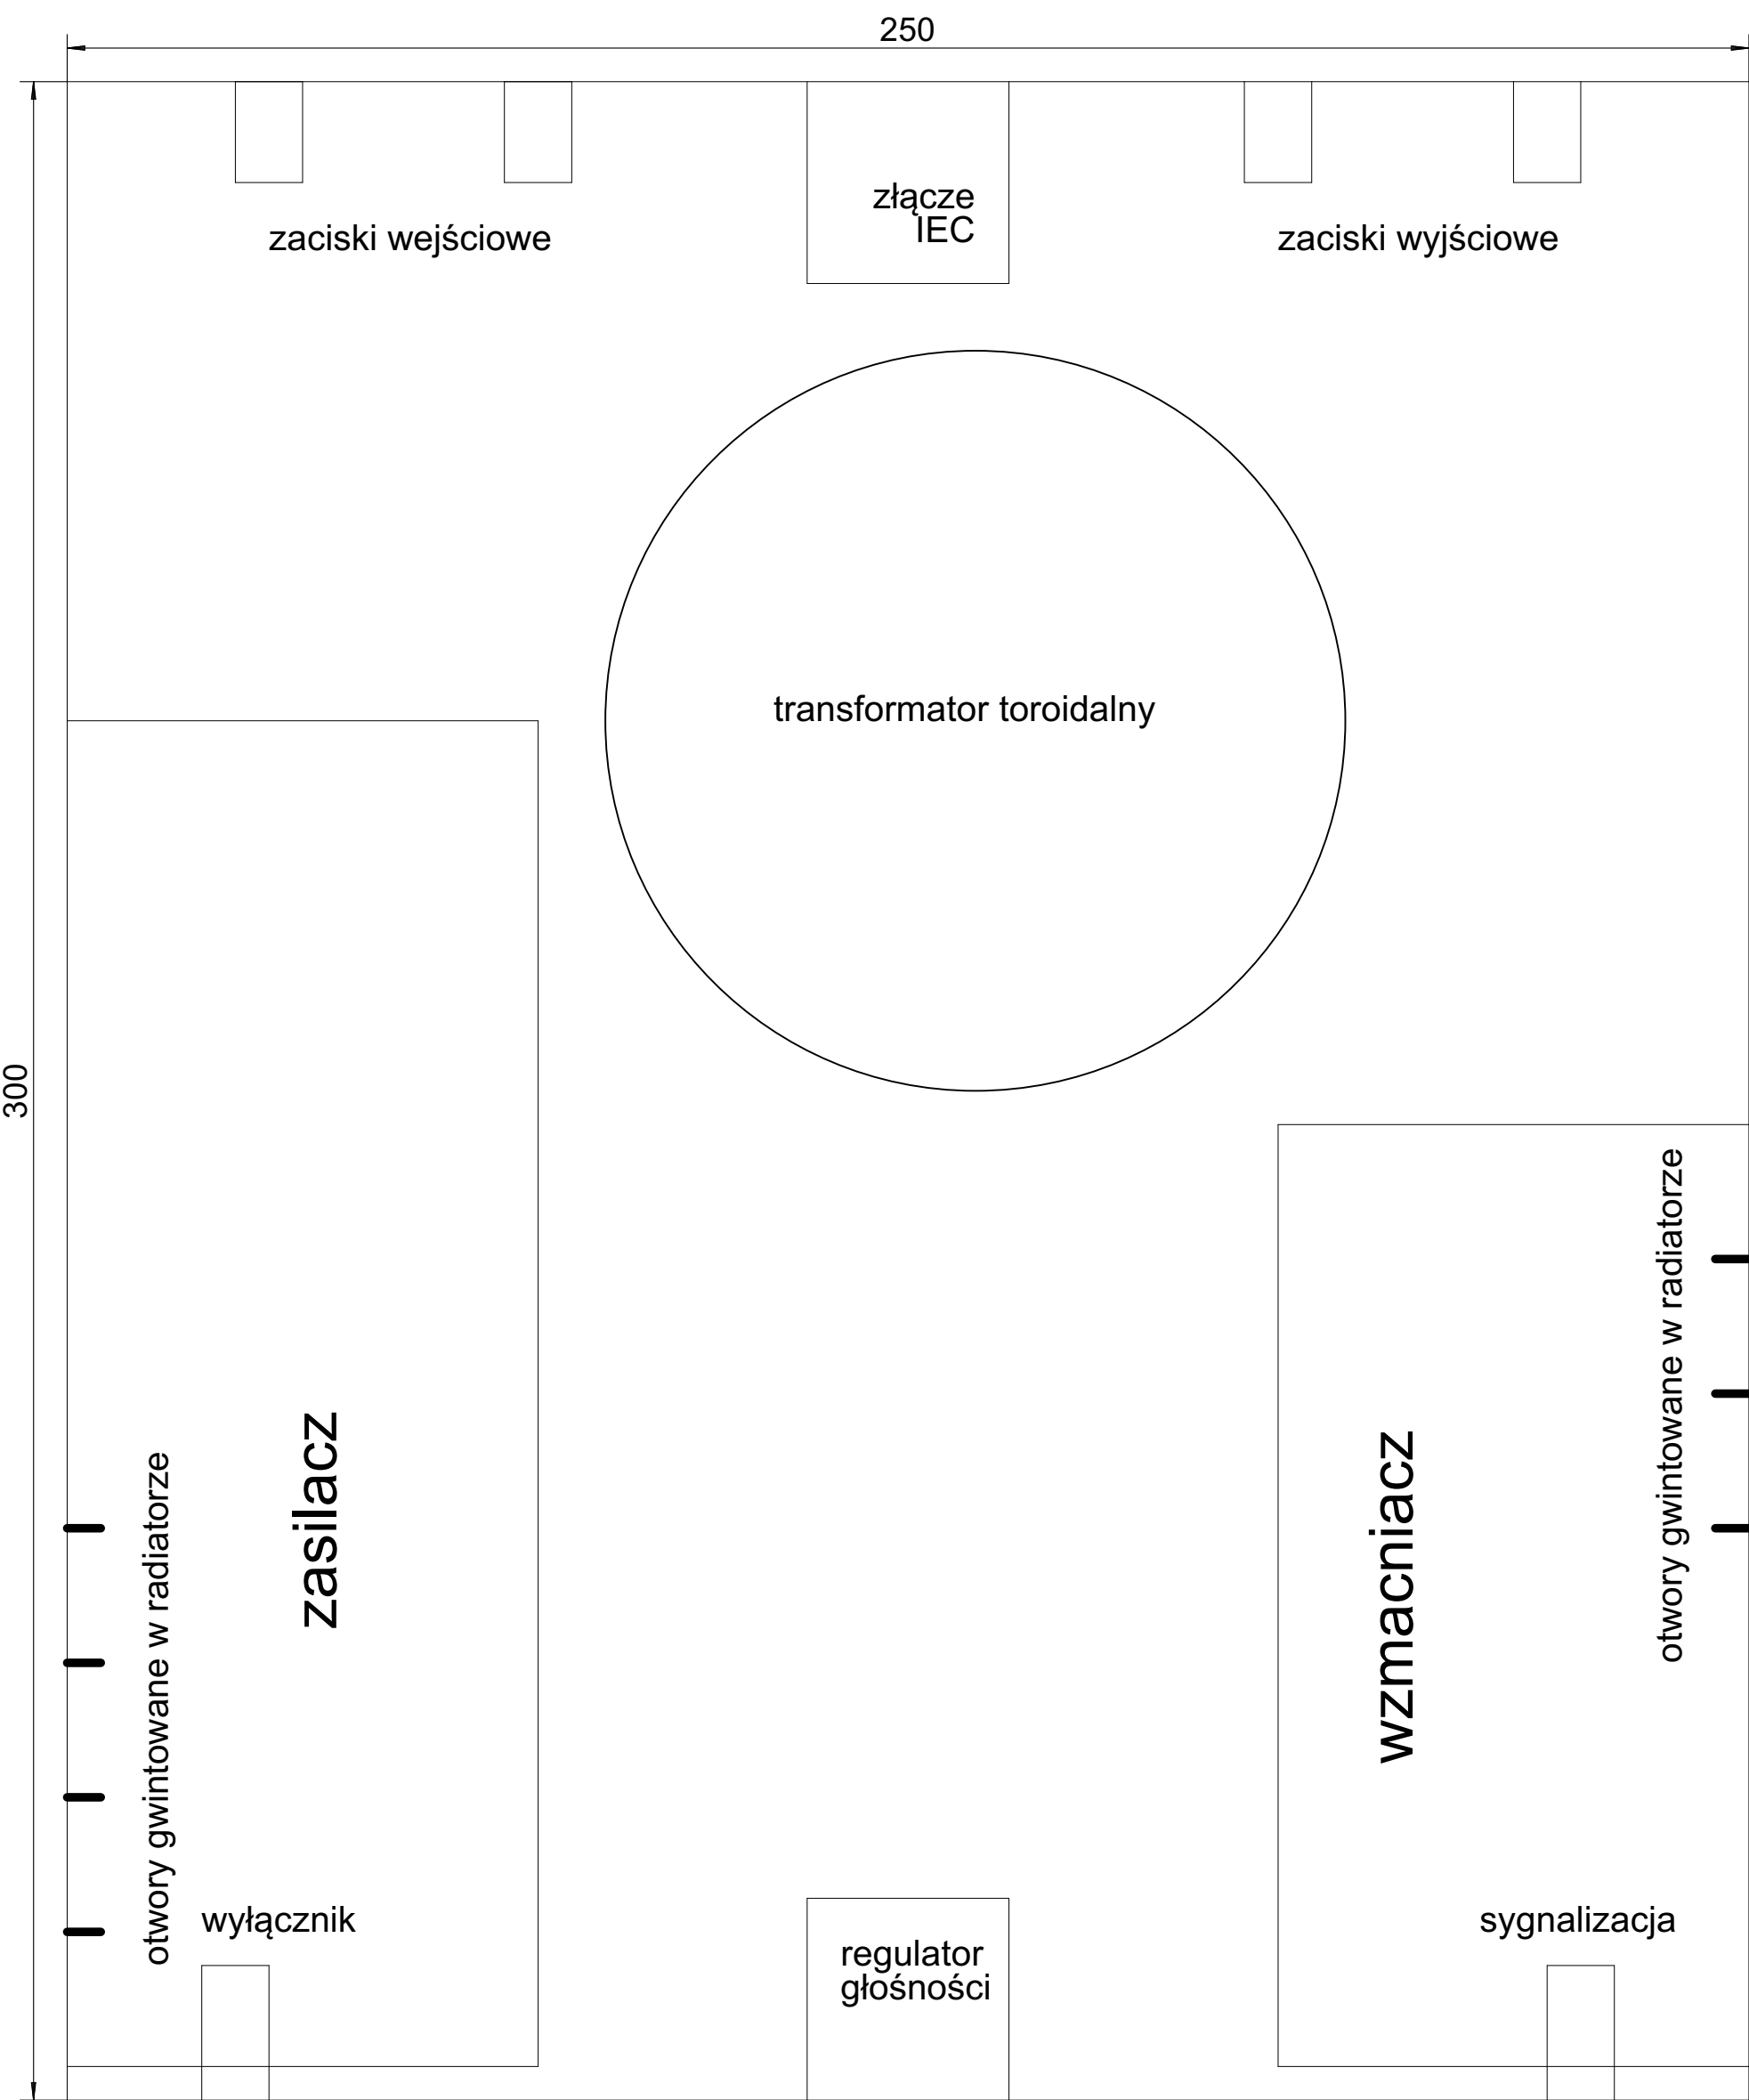 250
złącze
IEC
zaciski wejściowe
zaciski wyjściowe
transformator toroidalny
300
otwory gwintowane w radiatorze
zasilacz
wzmacniacz
otwory gwintowane w radiatorze
wyłącznik
sygnalizacja
regulator
głośności